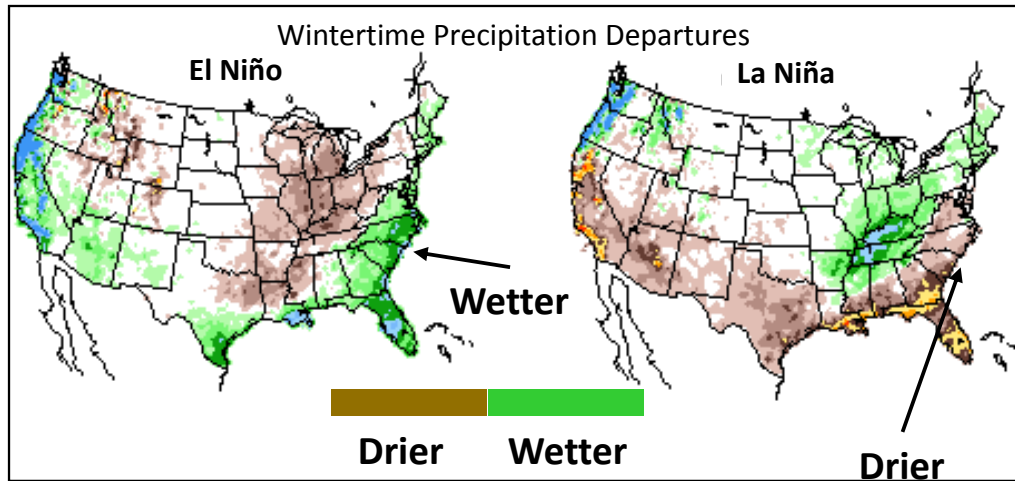 Wintertime Precipitation Departures
El Niño
La Niña
Wetter
Drier
Wetter
Drier